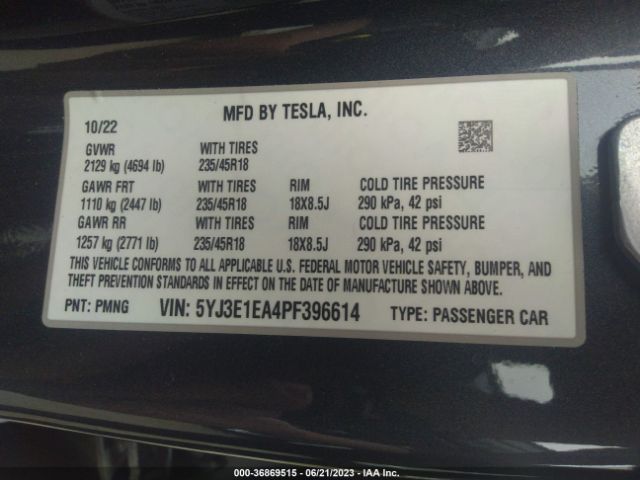 MFD BY TESLA, INC.
10/22
GVWR WITH TIRES
2129 kg (4694 lb) 235/45R18
GAWR FRT WITH TIRES RIM COLD TIRE PRESSURE
1110 kg (2447 lb) 235/45R18 18X8.5J 290 kPa, 42 psi
GAWR RR WITH TIRES RIM COLD TIRE PRESSURE
1257 kg (2771 lb) 235/45R18 18X8.5J 290 kPa, 42 psi
THIS VEHICLE CONFORMS TO ALL APPLICABLE U.S. FEDERAL MOTOR VEHICLE SAFETY, BUMPER, AND
THEFT PREVENTION STANDARDS IN EFFECT ON THE DATE OF MANUFACTURE SHOWN ABOVE.
PNT: PMNG VIN: 5YJ3E1EA4PF396614 TYPE: PASSENGER CAR
000-36869515 - 06/21/2023 - IAA Inc.